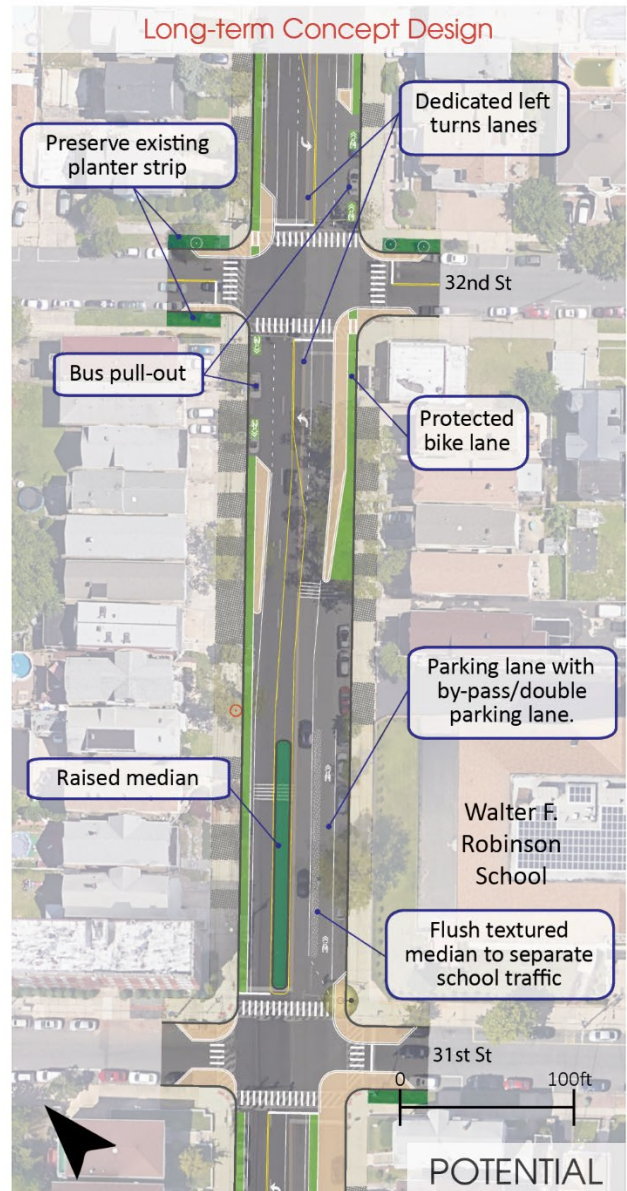 Long-term Concept Design
Dedicated left
turns lanes
Preserve existing
planter strip
32nd St
Bus pull-out
Protected
bike lane
Parking lane with
by-pass/double
parking lane.
Raised median
Walter F.
Robinson
School
Flush textured
median to separate
school traffic
31st St
0
100ft
POTENTIAL